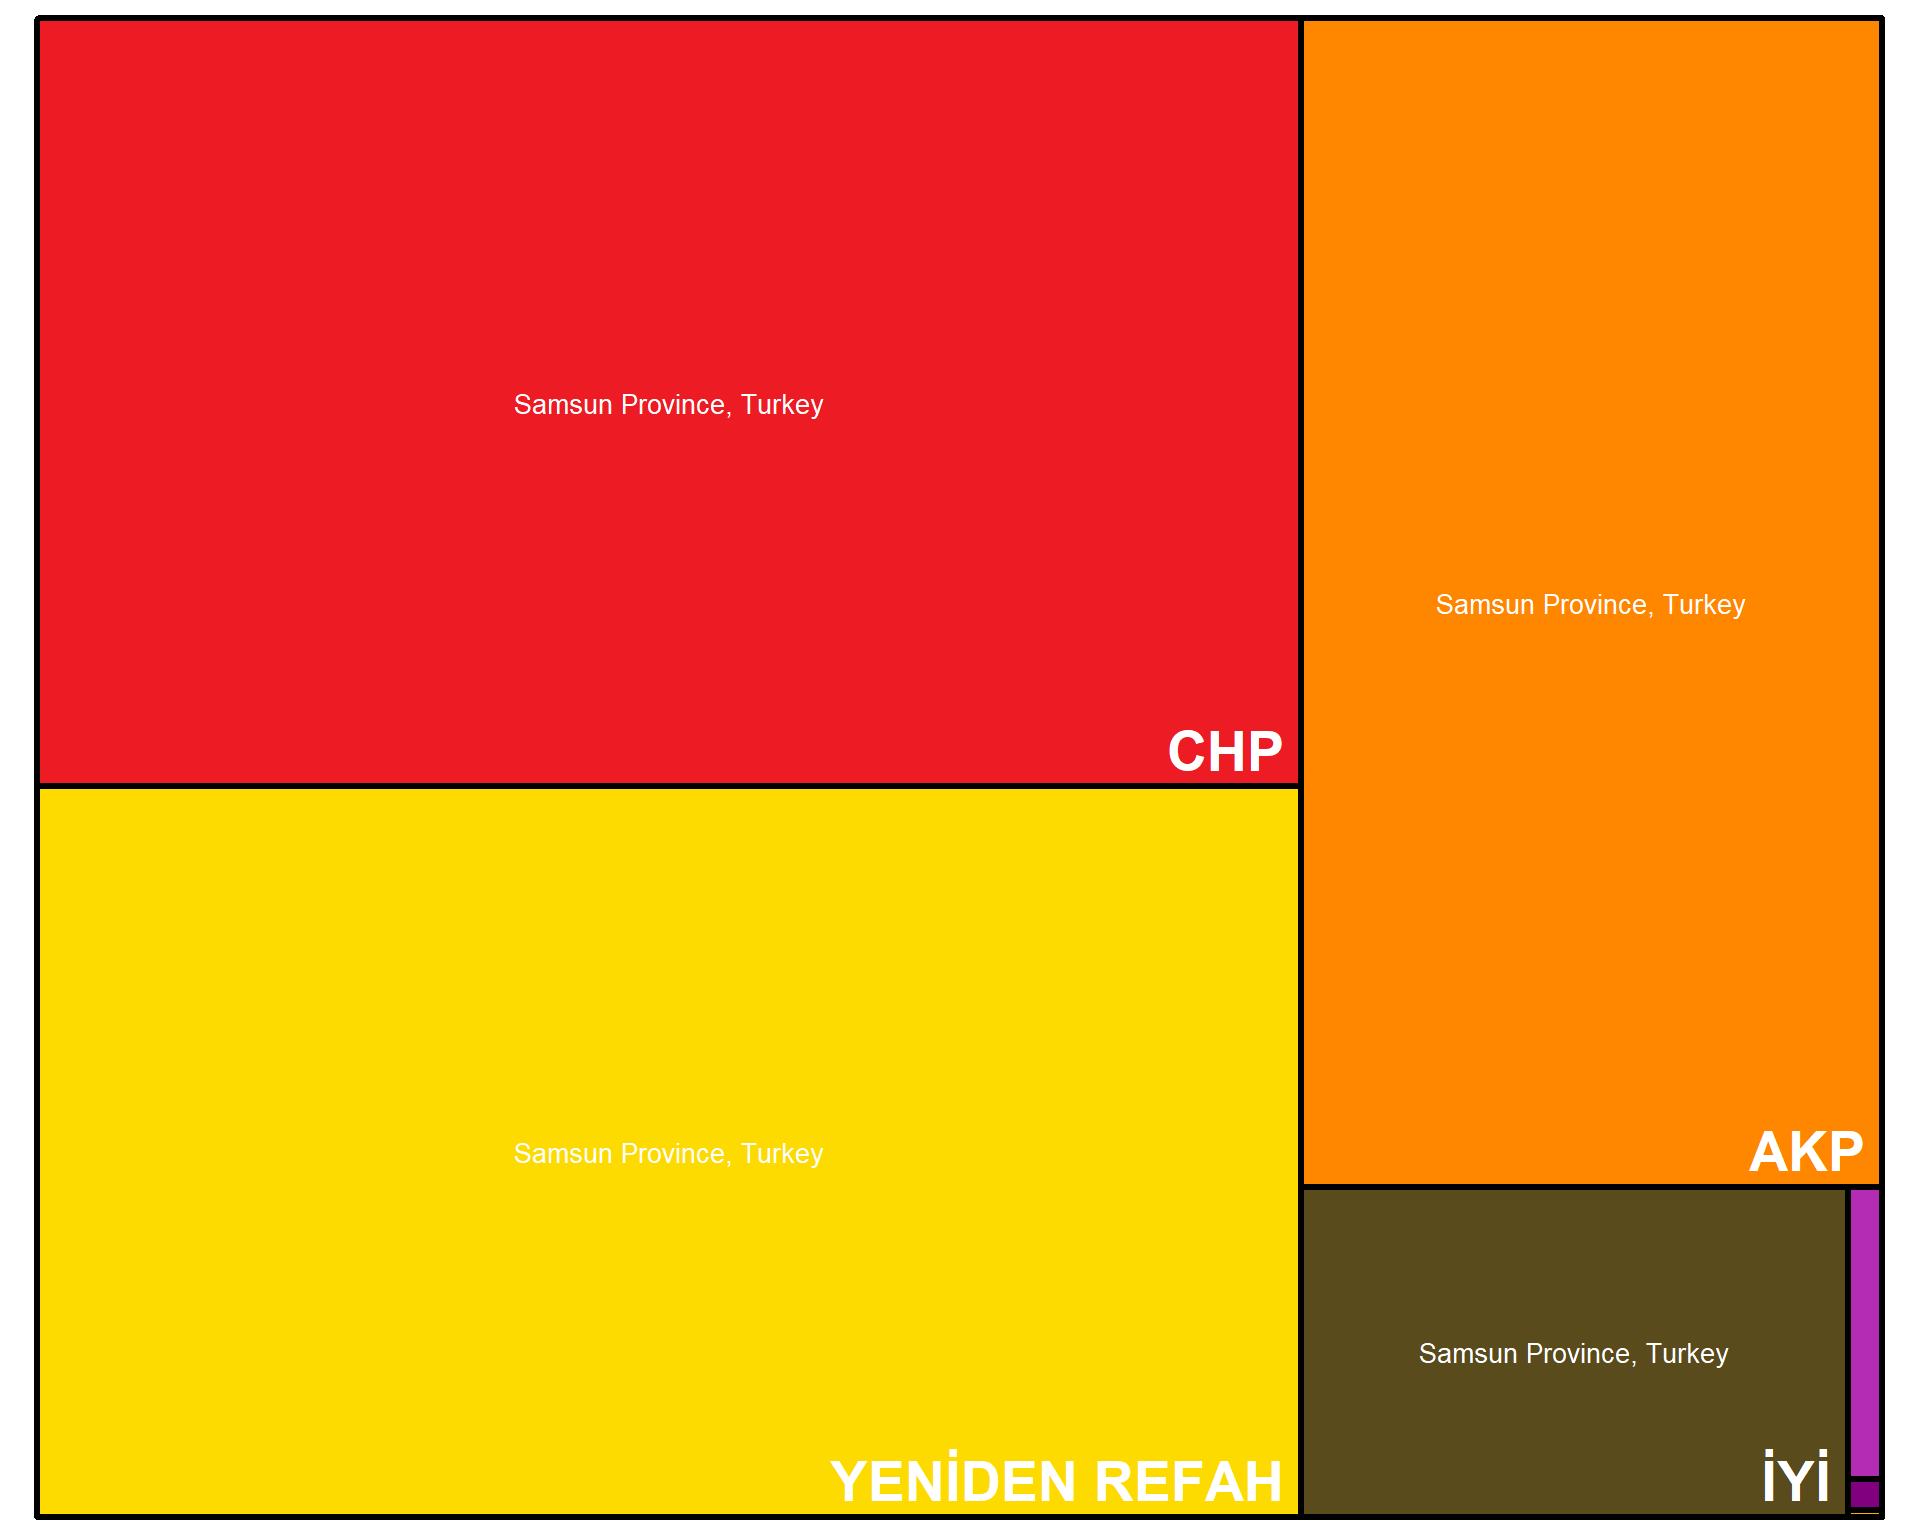 Samsun Province, Turkey
CHP
Samsun Province, Turkey
YENİDEN REFAH
Samsun Province, Turkey
AKP
Samsun Province, Turkey
İYİ